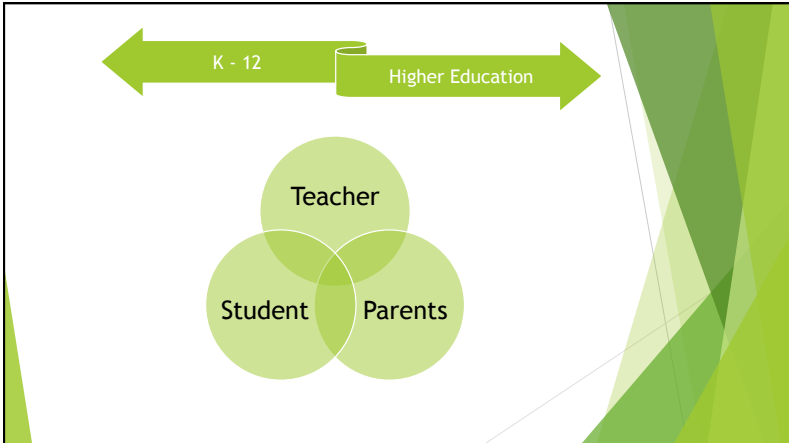 K - 12
Higher Education
Teacher
Student
Parents